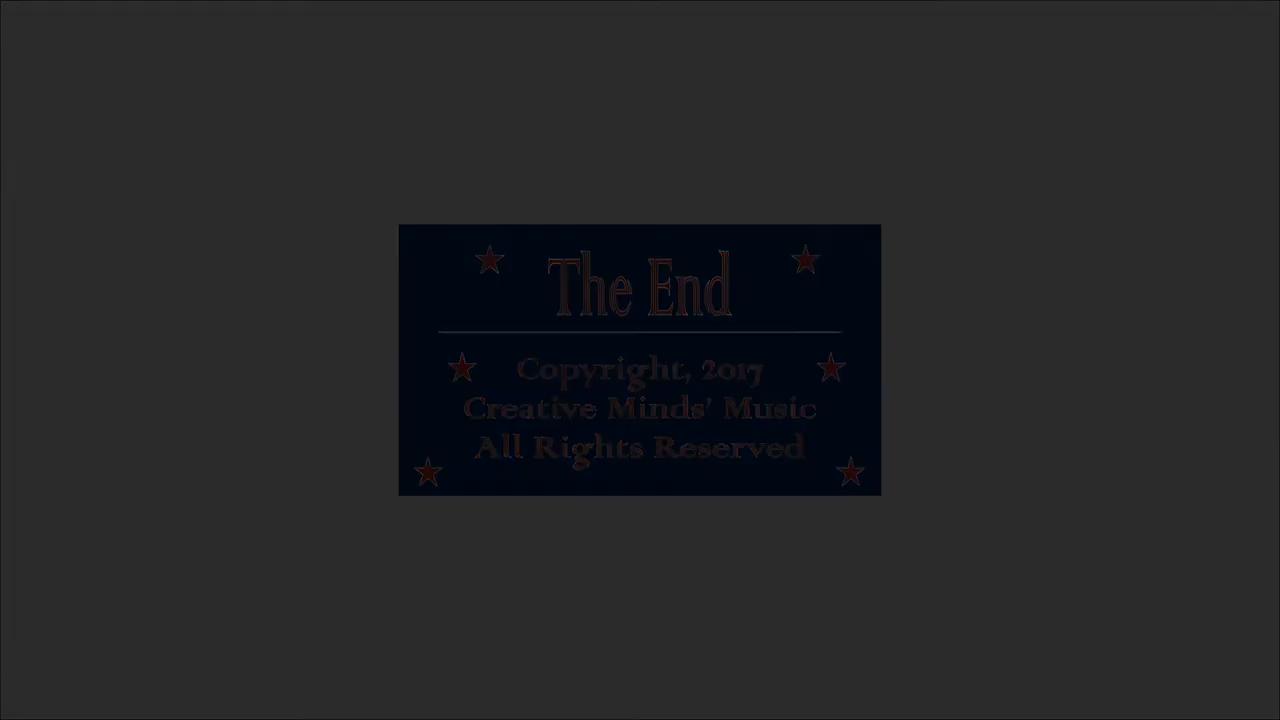 The End
Copyright, 2017
Creative Minds' Music
All Rights Reserved